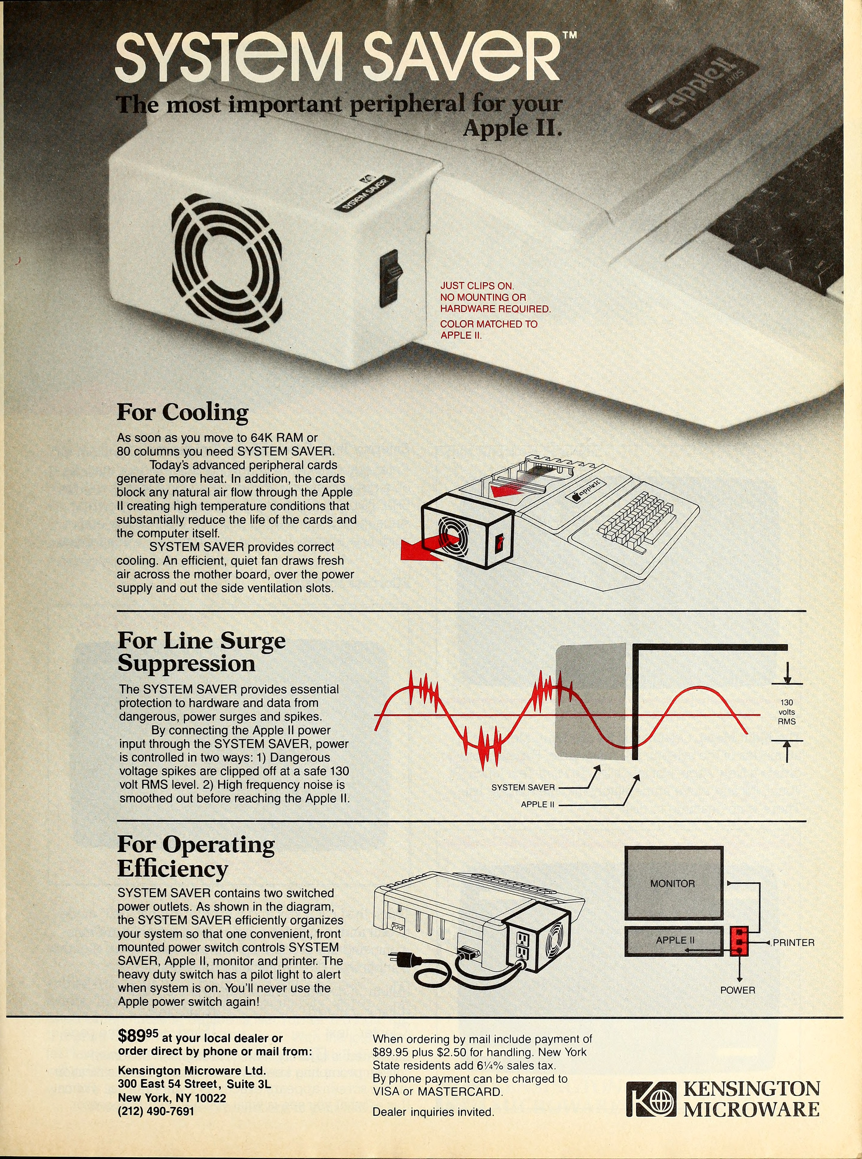 SYSTEM SAVER™
The most important peripheral for your
Apple II.
apple II
SYSTEM SAVER
JUST CLIPS ON.
NO MOUNTING OR
HARDWARE REQUIRED.
COLOR MATCHED TO
APPLE II.
For Cooling
As soon as you move to 64K RAM or
80 columns you need SYSTEM SAVER.
Today's advanced peripheral cards
generate more heat. In addition, the cards
block any natural air flow through the Apple
II creating high temperature conditions that
substantially reduce the life of the cards and
the computer itself.
SYSTEM SAVER provides correct
cooling. An efficient, quiet fan draws fresh
air across the mother board, over the power
supply and out the side ventilation slots.
apple II
For Line Surge
Suppression
The SYSTEM SAVER provides essential
protection to hardware and data from
dangerous, power surges and spikes.
By connecting the Apple II power
input through the SYSTEM SAVER, power
is controlled in two ways: 1) Dangerous
voltage spikes are clipped off at a safe 130
volt RMS level. 2) High frequency noise is
smoothed out before reaching the Apple II.
130
volts
RMS
SYSTEM SAVER
APPLE II
For Operating
Efficiency
SYSTEM SAVER contains two switched
power outlets. As shown in the diagram,
the SYSTEM SAVER efficiently organizes
your system so that one convenient, front
mounted power switch controls SYSTEM
SAVER, Apple II, monitor and printer. The
heavy duty switch has a pilot light to alert
when system is on. You'll never use the
Apple power switch again!
MONITOR
APPLE II
PRINTER
POWER
$89.95 at your local dealer or
order direct by phone or mail from:
Kensington Microware Ltd.
300 East 54 Street, Suite 3L
New York, NY 10022
(212) 490-7691
When ordering by mail include payment of
$89.95 plus $2.50 for handling. New York
State residents add 6¼% sales tax.
By phone payment can be charged to
VISA or MASTERCARD.
Dealer inquiries invited.
KENSINGTON
MICROWARE